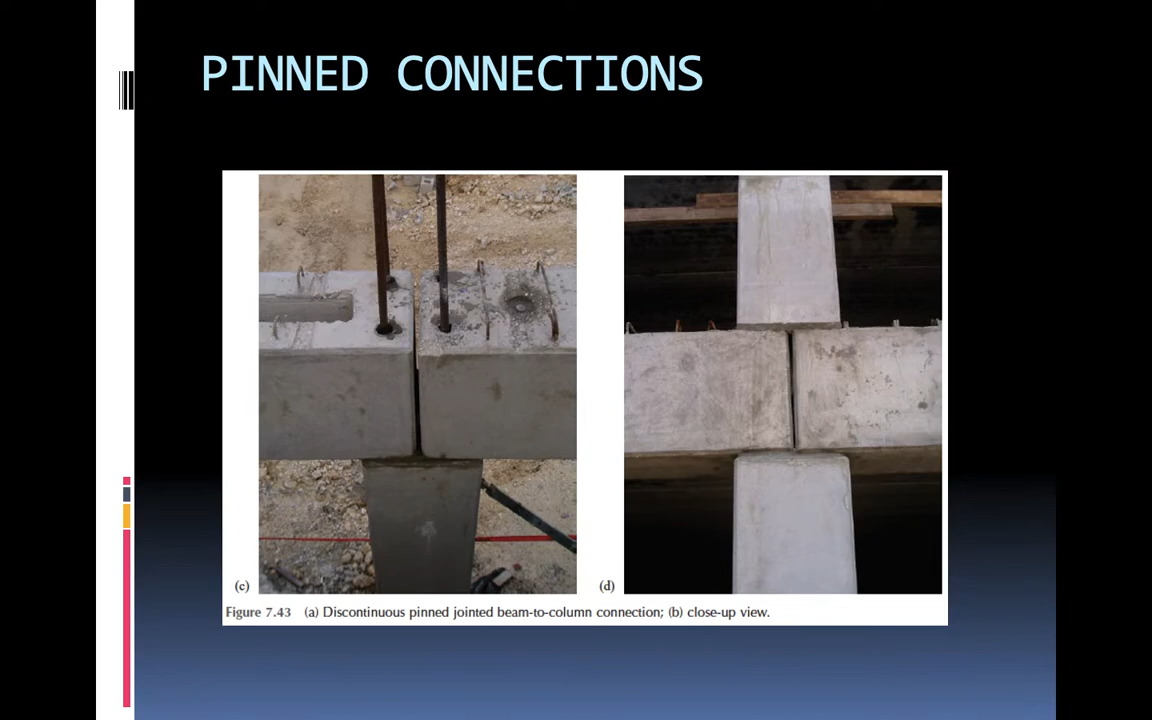 PINNED CONNECTIONS
(c)
(d)
Figure 7.43 (a) Discontinuous pinned jointed beam-to-column connection; (b) close-up view.